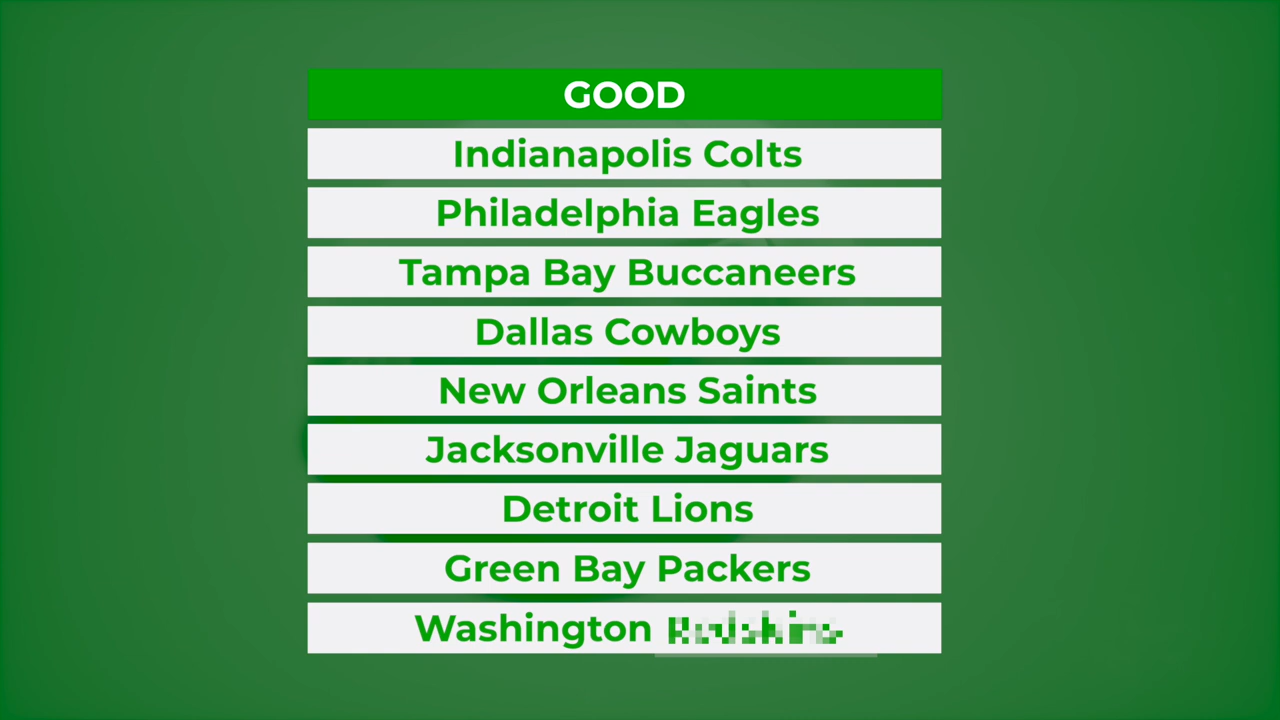 GOOD
Indianapolis Colts
Philadelphia Eagles
Tampa Bay Buccaneers
Dallas Cowboys
New Orleans Saints
Jacksonville Jaguars
Detroit Lions
Green Bay Packers
Washington Redskins